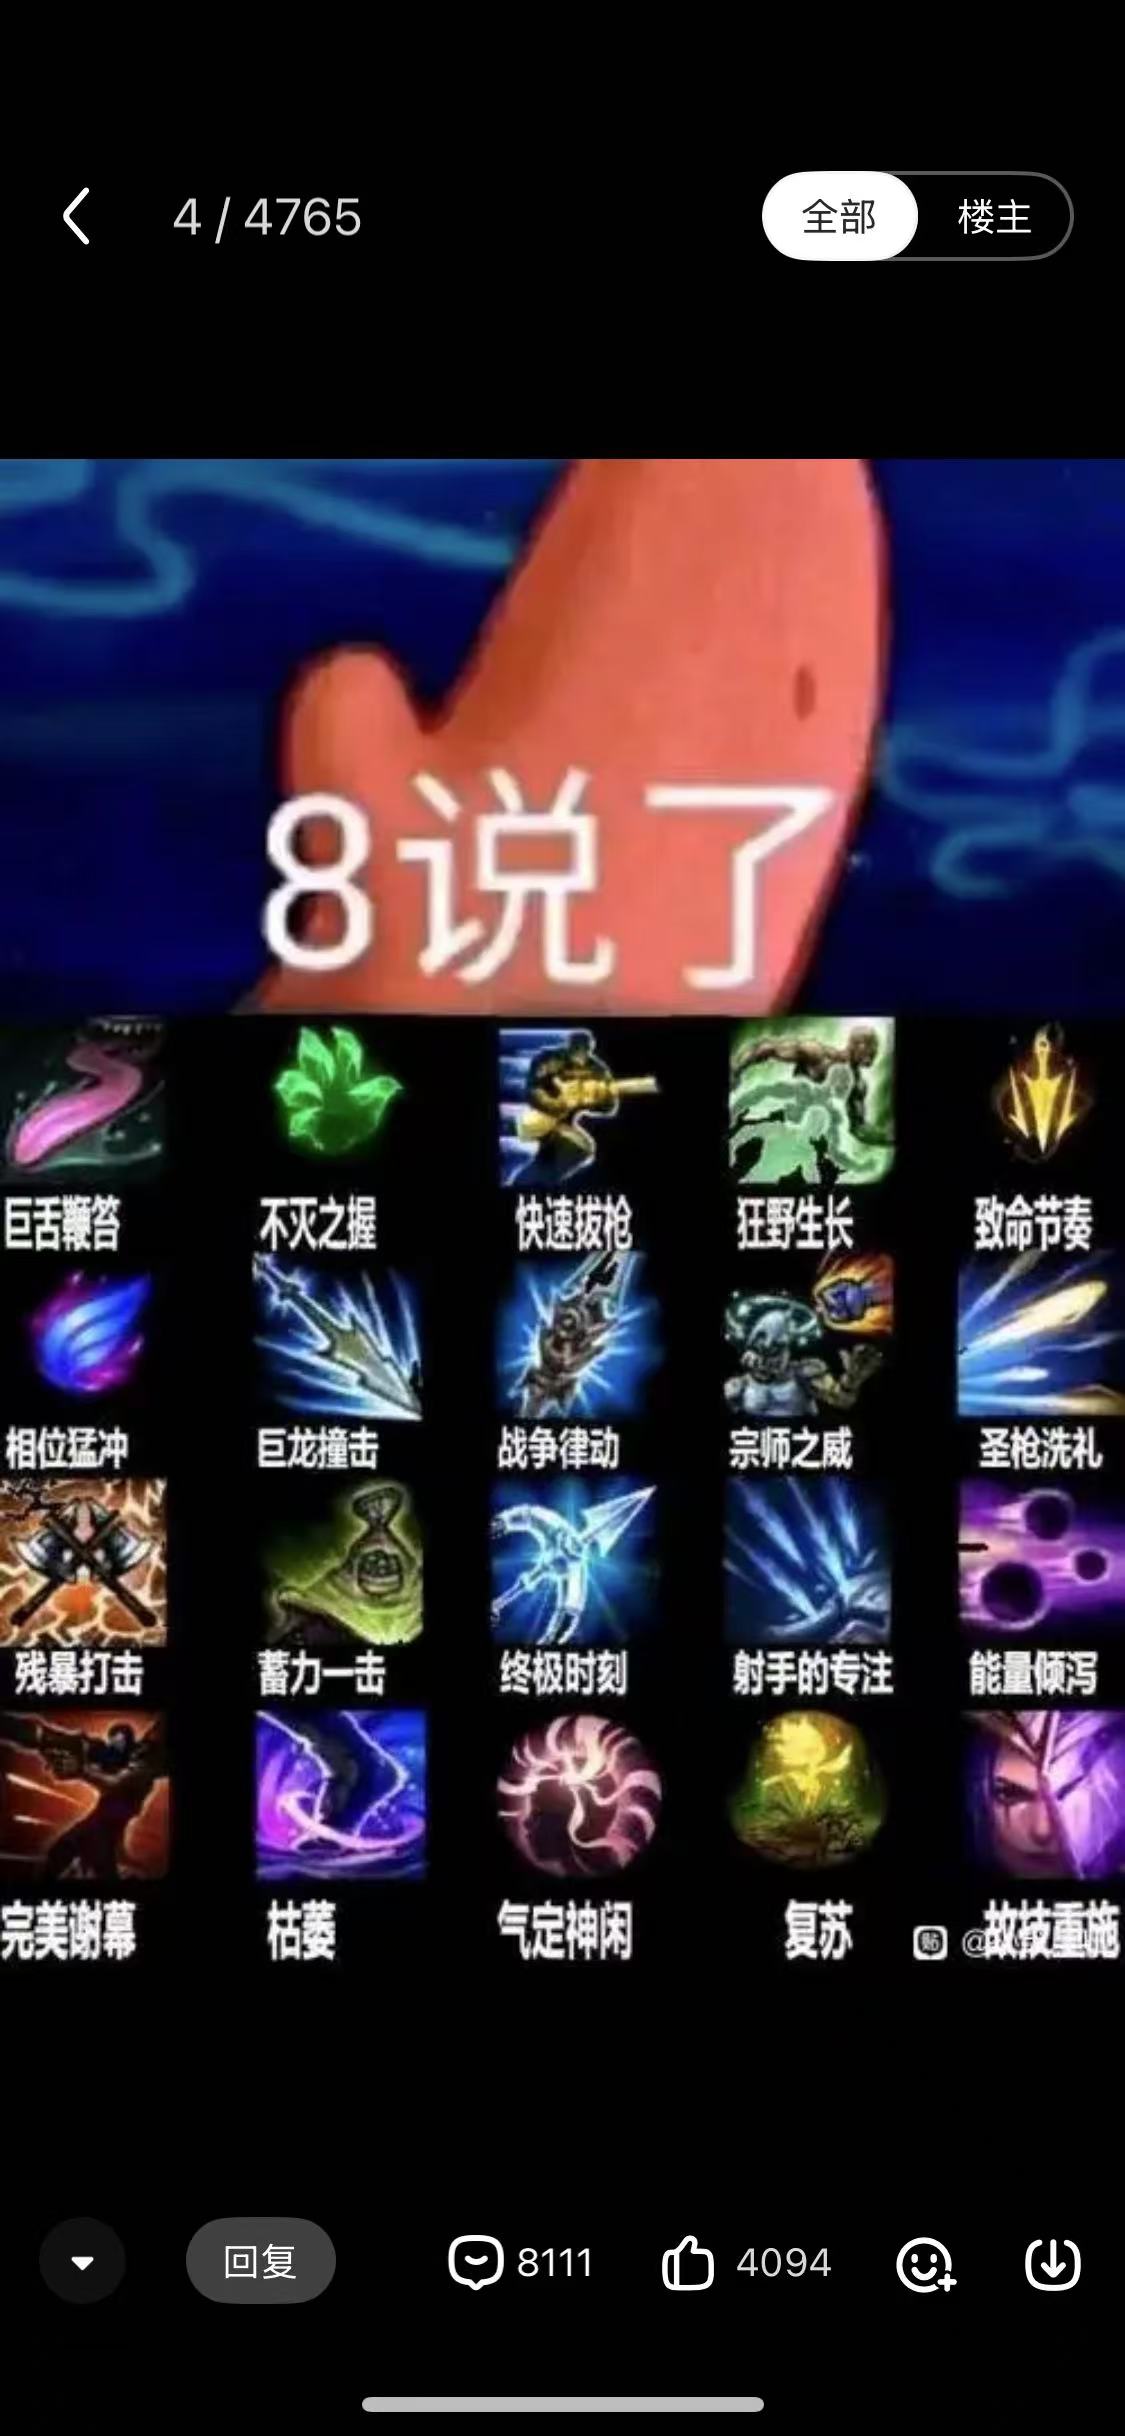 4 / 4765
全部
楼主
8说了
巨舌鞭笞 不灭之握 快速拔枪 狂野生长 致命节奏
相位猛冲 巨龙撞击 战争律动 宗师之威 圣枪洗礼
残暴打击 蓄力一击 终极时刻 射手的专注 能量倾泻
完美谢幕 枯萎 气定神闲 复苏 故技重施
贴 @
回复
8111
4094